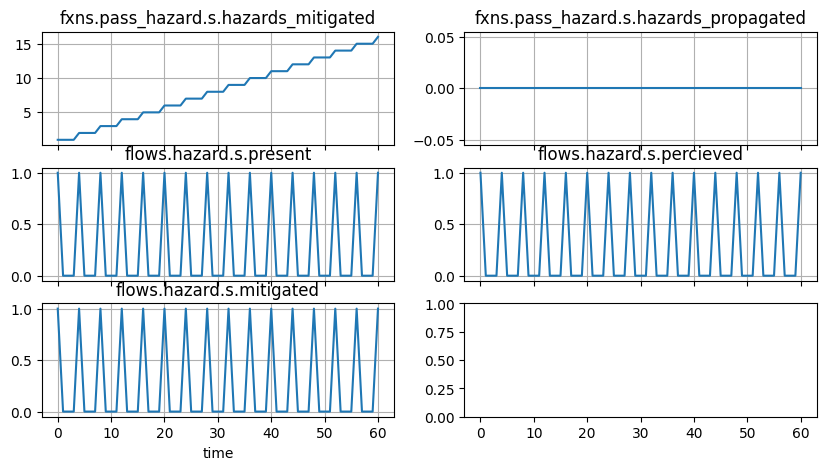 fxns.pass_hazard.s.hazards_mitigated
fxns.pass_hazard.s.hazards_propagated
15
10
5
0.05
0.00
−0.05
flows.hazard.s.present
flows.hazard.s.percieved
1.0
0.5
0.0
1.0
0.5
0.0
flows.hazard.s.mitigated
1.0
0.5
0.0
1.00
0.75
0.50
0.25
0.00
0 10 20 30 40 50 60
0 10 20 30 40 50 60
time